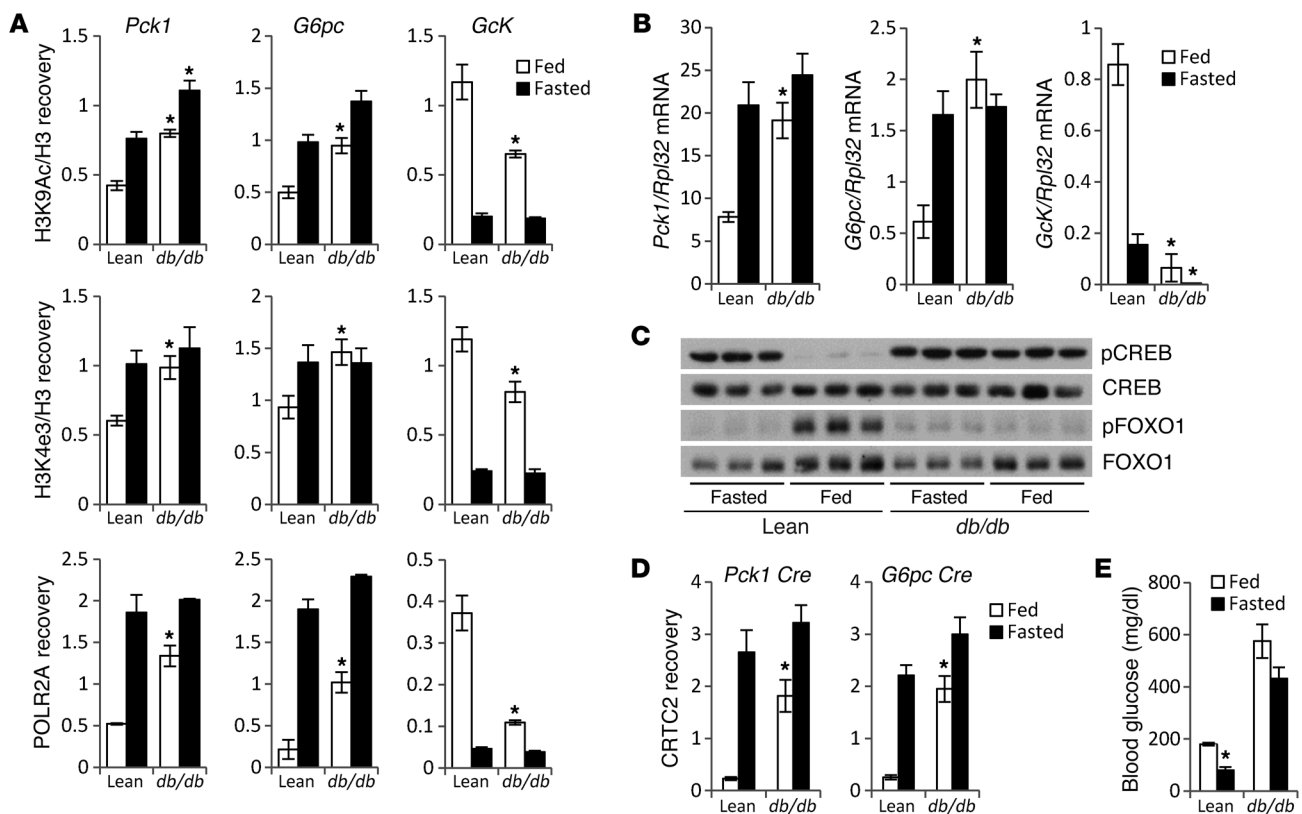 A
Pck1
G6pc
GcK
H3K9Ac/H3 recovery
1.5
1
0.5
0
Lean
db/db
2
1.5
1
0.5
0
Lean
db/db
1.5
1
0.5
0
Lean
db/db
Fed
Fasted
H3K4e3/H3 recovery
1.5
1
0.5
0
Lean
db/db
*
2
1.5
1
0.5
0
Lean
db/db
*
1.5
1
0.5
0
Lean
db/db
*
POLR2A recovery
2.5
2
1.5
1
0.5
0
Lean
db/db
*
2.5
2
1.5
1
0.5
0
Lean
db/db
*
0.5
0.4
0.3
0.2
0.1
0
Lean
db/db
*
B
Pck1/Rpl32 mRNA
30
25
20
15
10
5
0
Lean
db/db
*
G6pc/Rpl32 mRNA
2.5
2
1.5
1
0.5
0
Lean
db/db
*
GcK/Rpl32 mRNA
1
0.8
0.6
0.4
0.2
0
Lean
db/db
*
*
Fed
Fasted
C
pCREB
CREB
pFOXO1
FOXO1
Fasted
Fed
Fasted
Fed
Lean
db/db
D
Pck1 Cre
G6pc Cre
CRTC2 recovery
4
3
2
1
0
Lean
db/db
*
4
3
2
1
0
Lean
db/db
*
Fed
Fasted
E
Blood glucose (mg/dl)
800
600
400
200
0
Lean
db/db
*
Fed
Fasted